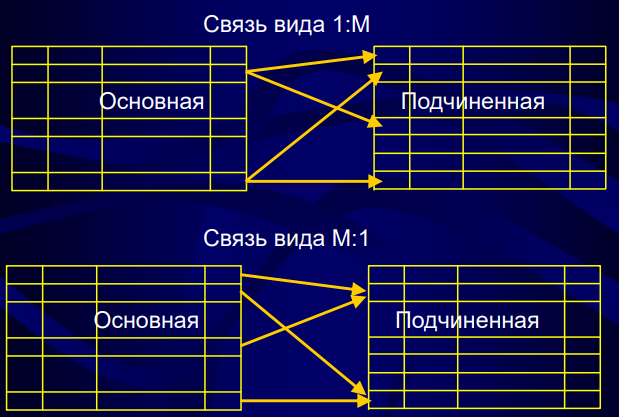 Связь вида 1:М
Основная
Подчиненная
Связь вида М:1
Основная
Подчиненная